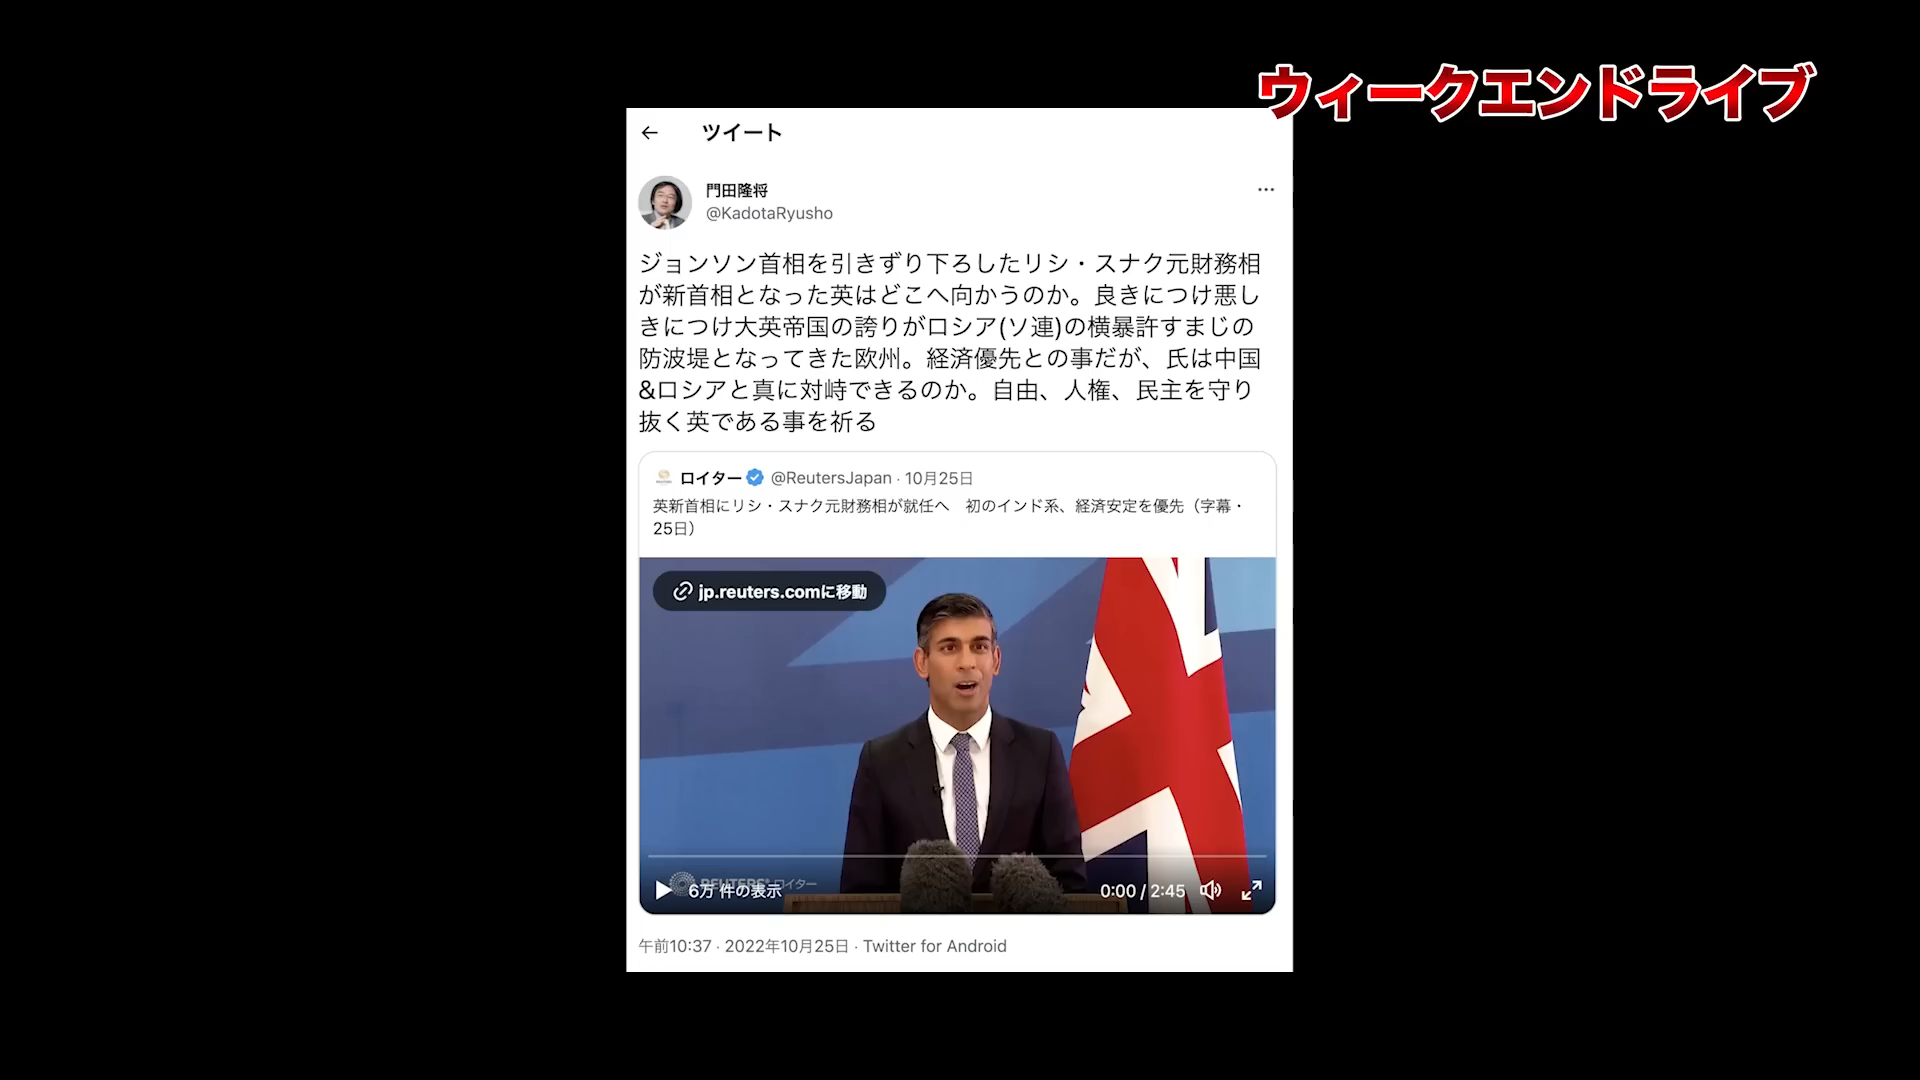 ウィークエンドライブ
← ツイート
門田隆将
@KadotaRyusho
ジョンソン首相を引きずり下ろしたリシ・スナク元財務相
が新首相となった英はどこへ向かうのか。良きにつけ悪し
きにつけ大英帝国の誇りがロシア(ソ連)の横暴許すまじの
防波堤となってきた欧州。経済優先との事だが、氏は中国
&ロシアと真に対峙できるのか。自由、人権、民主を守り
抜く英である事を祈る
ロイター @ReutersJapan · 10月25日
英新首相にリシ・スナク元財務相が就任へ　初のインド系、経済安定を優先（字幕・
25日）
jp.reuters.comに移動
REUTERS ロイター
6万 件の表示
0:00 / 2:45
午前10:37 · 2022年10月25日 · Twitter for Android